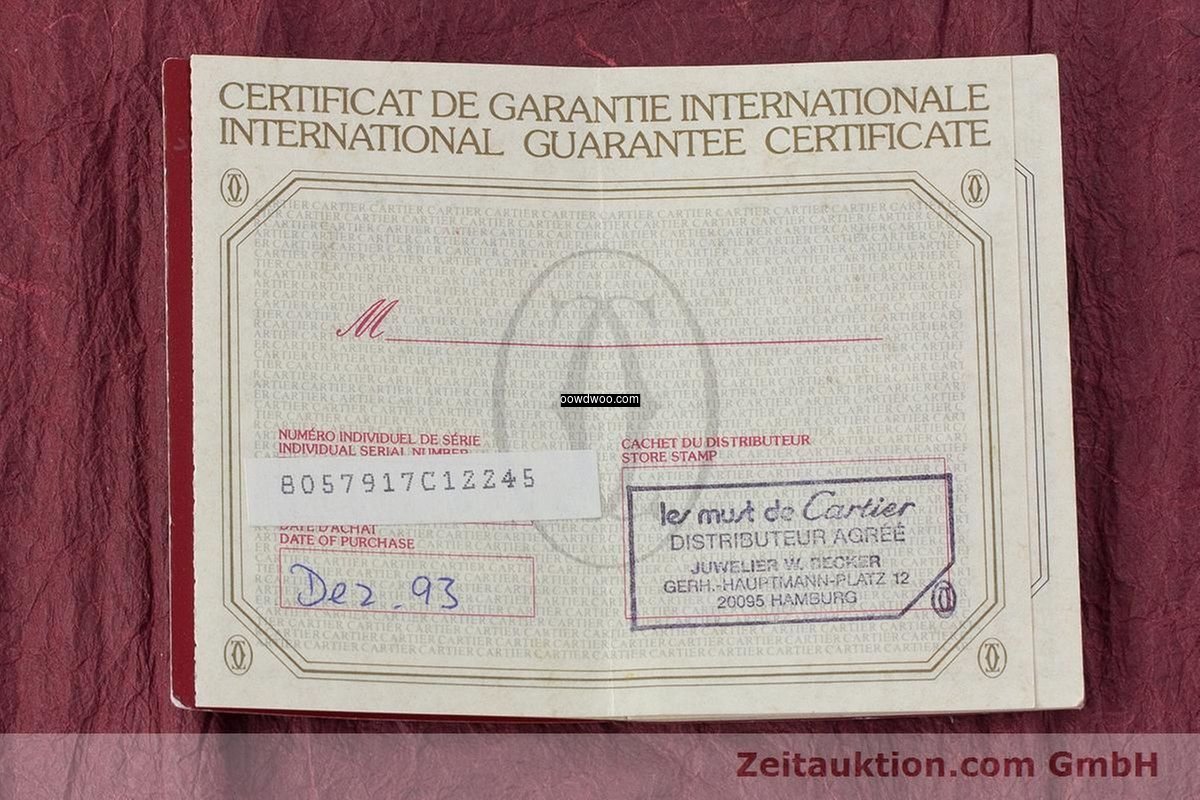 CERTIFICAT DE GARANTIE INTERNATIONALE
INTERNATIONAL GUARANTEE CERTIFICATE
M
oowdwoo.com
NUMÉRO INDIVIDUEL DE SÉRIE
INDIVIDUAL SERIAL NUMBER
8057917C12245
DATE D'ACHAT
DATE OF PURCHASE
Dez. 93
CACHET DU DISTRIBUTEUR
STORE STAMP
les must de Cartier
DISTRIBUTEUR AGRÉÉ
JUWELIER W. BECKER
GERH.-HAUPTMANN-PLATZ 12
20095 HAMBURG
Zeitauktion.com GmbH